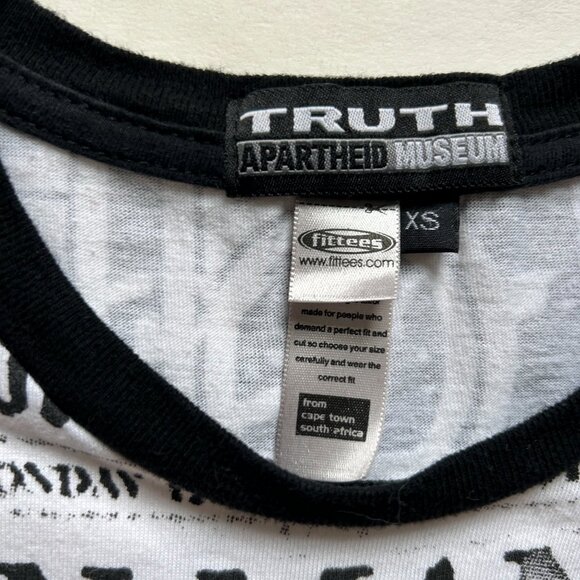 TRUTH
APARTHEID MUSEUM
XS
fittees
www.fittees.com
made for people who
demand a perfect fit and
cut so choose your size
carefully and wear the
correct fit
from
cape town
south africa
MONDAY